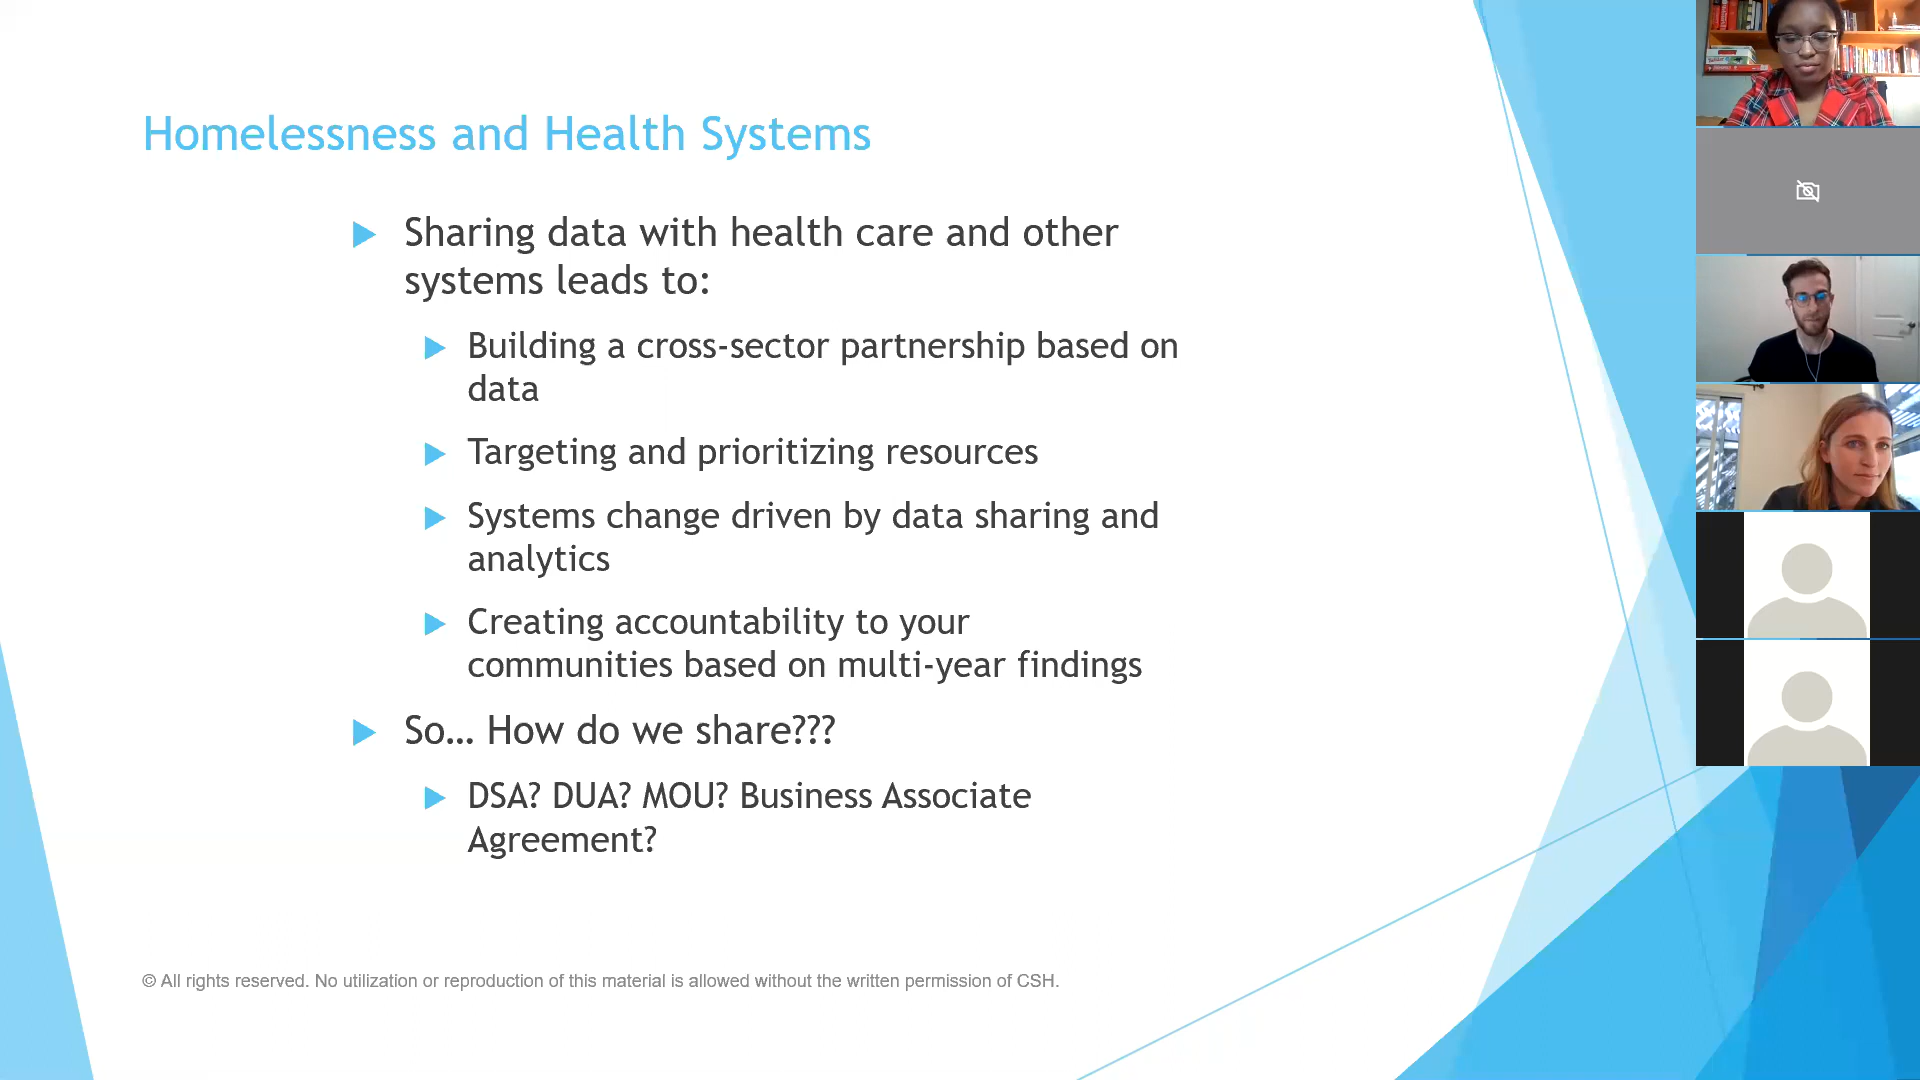 Homelessness and Health Systems
Sharing data with health care and other
systems leads to:
Building a cross-sector partnership based on
data
Targeting and prioritizing resources
Systems change driven by data sharing and
analytics
Creating accountability to your
communities based on multi-year findings
So... How do we share???
DSA? DUA? MOU? Business Associate
Agreement?
© All rights reserved. No utilization or reproduction of this material is allowed without the written permission of CSH.